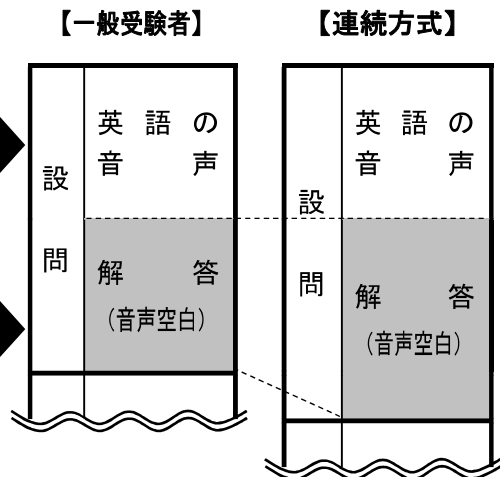 【一般受験者】
設問
英語の
音声
解答
(音声空白)
【連続方式】
設問
英語の
音声
解答
(音声空白)